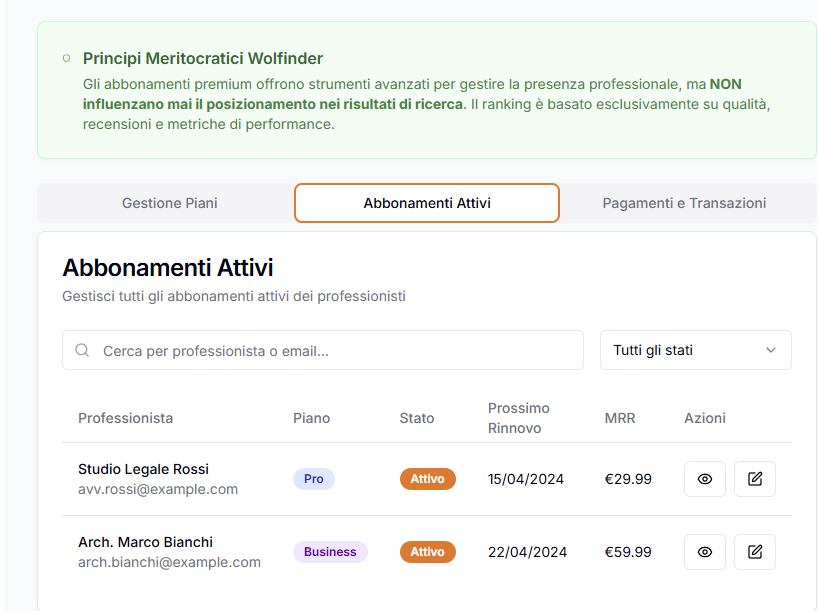 Principi Meritocratici Wolfinder
Gli abbonamenti premium offrono strumenti avanzati per gestire la presenza professionale, ma NON
influenzano mai il posizionamento nei risultati di ricerca. Il ranking è basato esclusivamente su qualità,
recensioni e metriche di performance.
Gestione Piani
Abbonamenti Attivi
Pagamenti e Transazioni
Abbonamenti Attivi
Gestisci tutti gli abbonamenti attivi dei professionisti
Cerca per professionista o email...
Tutti gli stati
Professionista
Piano
Stato
Prossimo
Rinnovo
MRR
Azioni
Studio Legale Rossi
avv.rossi@example.com
Pro
Attivo
15/04/2024
€29.99
Arch. Marco Bianchi
arch.bianchi@example.com
Business
Attivo
22/04/2024
€59.99